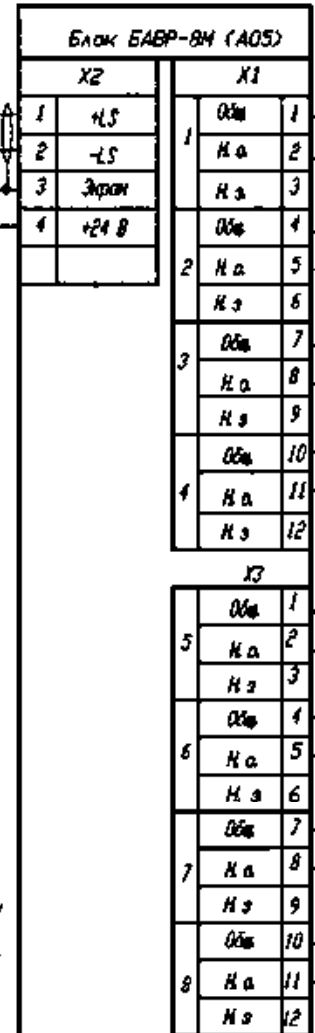 Блок БАВР-8М (А05)
X2
1 +LS
2 -LS
3 Экран
4 +24 В
X1
1
Общ 1
Н.о. 2
Н.з. 3
2
Общ 4
Н.о. 5
Н.з 6
3
Общ 7
Н.о. 8
Н.з 9
4
Общ 10
Н.о. 11
Н.з 12
X3
5
Общ 1
Н.о. 2
Н.з 3
6
Общ 4
Н.о. 5
Н.з 6
7
Общ 7
Н.о. 8
Н.з 9
8
Общ 10
Н.о. 11
Н.з 12